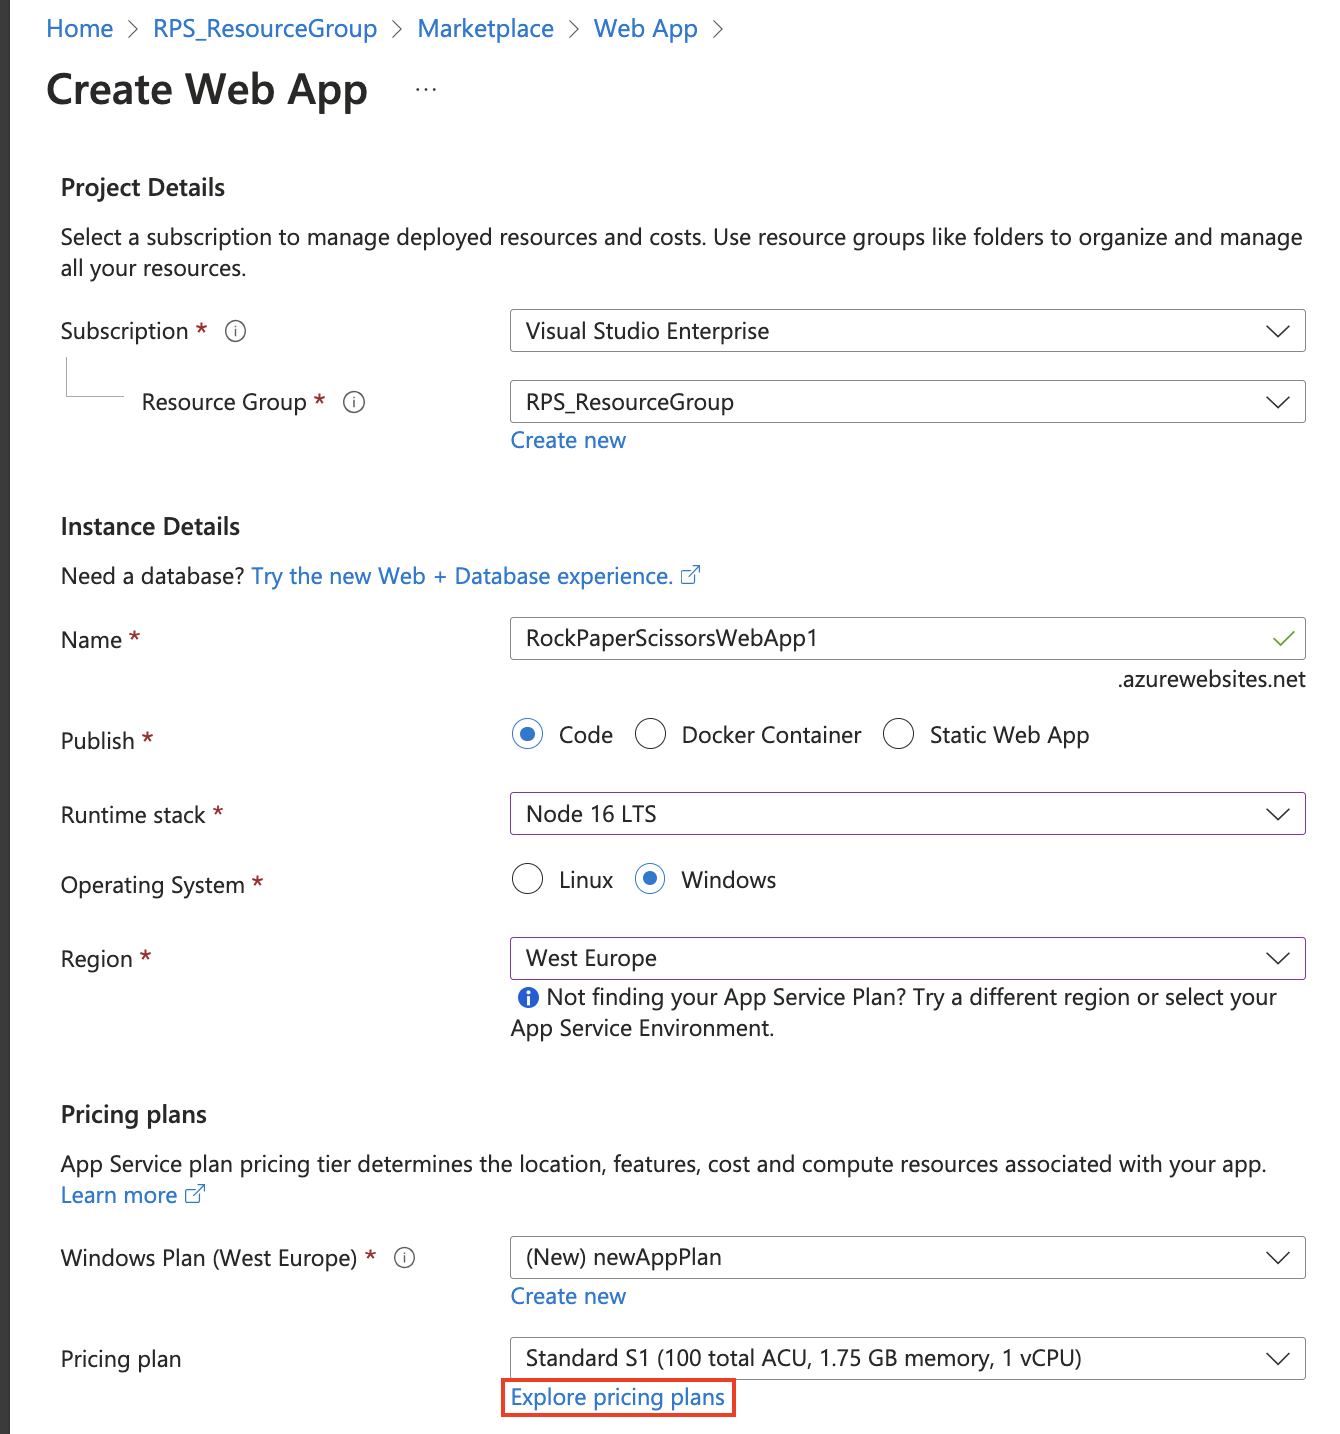 Home > RPS_ResourceGroup > Marketplace > Web App >
Create Web App ...
Project Details
Select a subscription to manage deployed resources and costs. Use resource groups like folders to organize and manage
all your resources.
Subscription * Visual Studio Enterprise
Resource Group * RPS_ResourceGroup
Create new
Instance Details
Need a database? Try the new Web + Database experience.
Name * RockPaperScissorsWebApp1
.azurewebsites.net
Publish * Code Docker Container Static Web App
Runtime stack * Node 16 LTS
Operating System * Linux Windows
Region * West Europe
Not finding your App Service Plan? Try a different region or select your
App Service Environment.
Pricing plans
App Service plan pricing tier determines the location, features, cost and compute resources associated with your app.
Learn more
Windows Plan (West Europe) * (New) newAppPlan
Create new
Pricing plan Standard S1 (100 total ACU, 1.75 GB memory, 1 vCPU)
Explore pricing plans